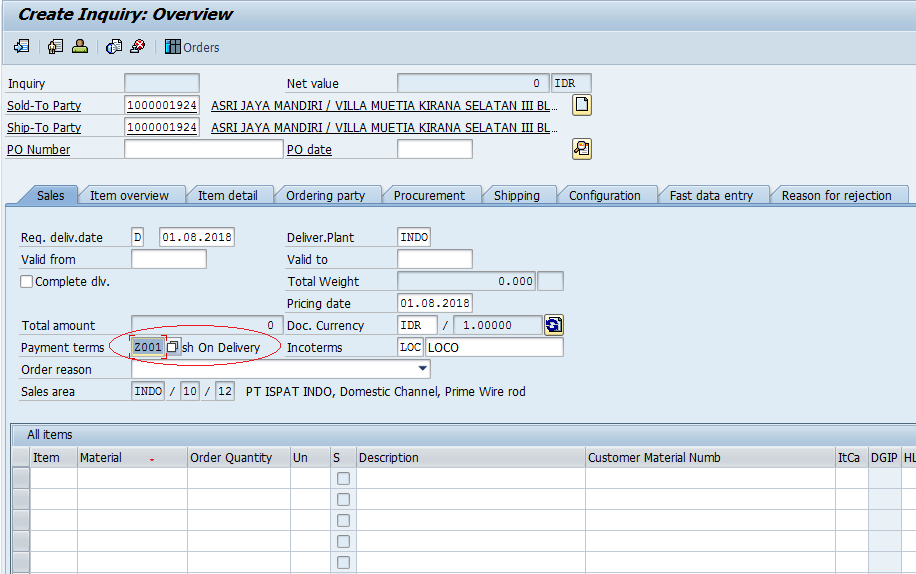 Create Inquiry: Overview
Orders
Inquiry Net value 0 IDR
Sold-To Party 1000001924 ASRI JAYA MANDIRI / VILLA MUETIA KIRANA SELATAN III BL...
Ship-To Party 1000001924 ASRI JAYA MANDIRI / VILLA MUETIA KIRANA SELATAN III BL...
PO Number PO date
Sales Item overview Item detail Ordering party Procurement Shipping Configuration Fast data entry Reason for rejection
Req. deliv.date D 01.08.2018 Deliver.Plant INDO
Valid from Valid to
Complete dlv. Total Weight 0.000
Pricing date 01.08.2018
Total amount 0 Doc. Currency IDR / 1.00000
Payment terms Z001 sh On Delivery Incoterms LOC LOCO
Order reason
Sales area INDO / 10 / 12 PT ISPAT INDO, Domestic Channel, Prime Wire rod
All items
Item Material Order Quantity Un S Description Customer Material Numb ItCa DGIP HL